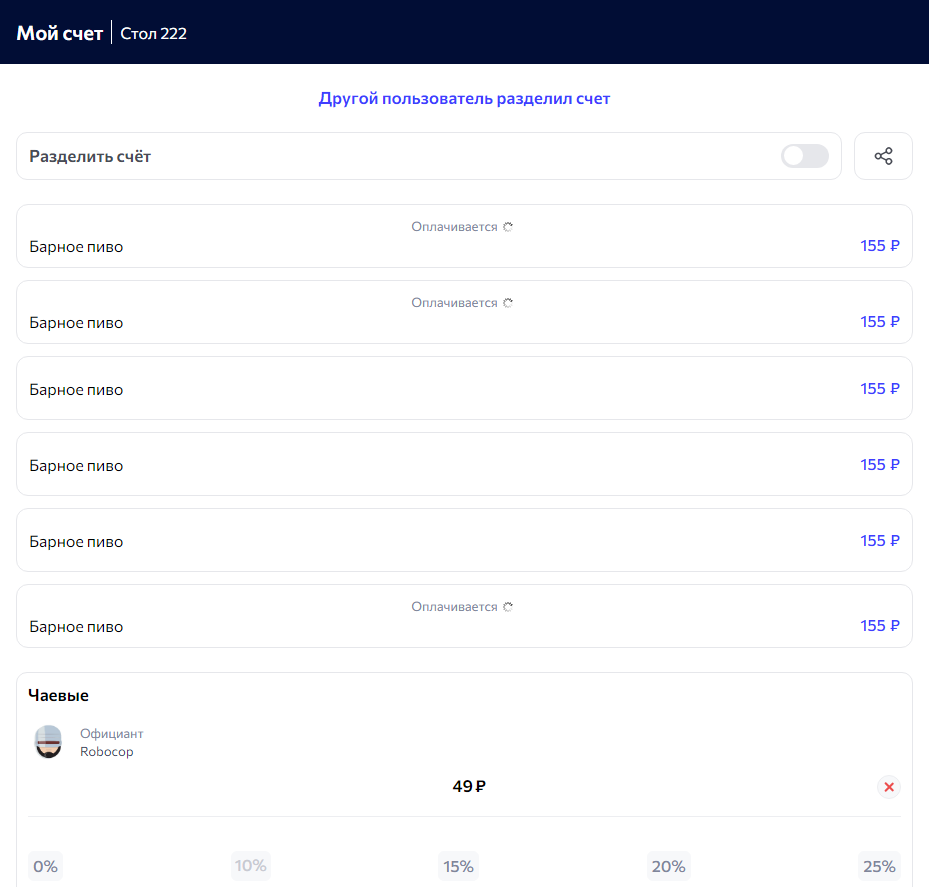 Мой счет | Стол 222
Другой пользователь разделил счет
Разделить счёт
Оплачивается
Барное пиво 155 ₽
Оплачивается
Барное пиво 155 ₽
Барное пиво 155 ₽
Барное пиво 155 ₽
Барное пиво 155 ₽
Оплачивается
Барное пиво 155 ₽
Чаевые
Официант
Robocop
49 ₽
0% 10% 15% 20% 25%